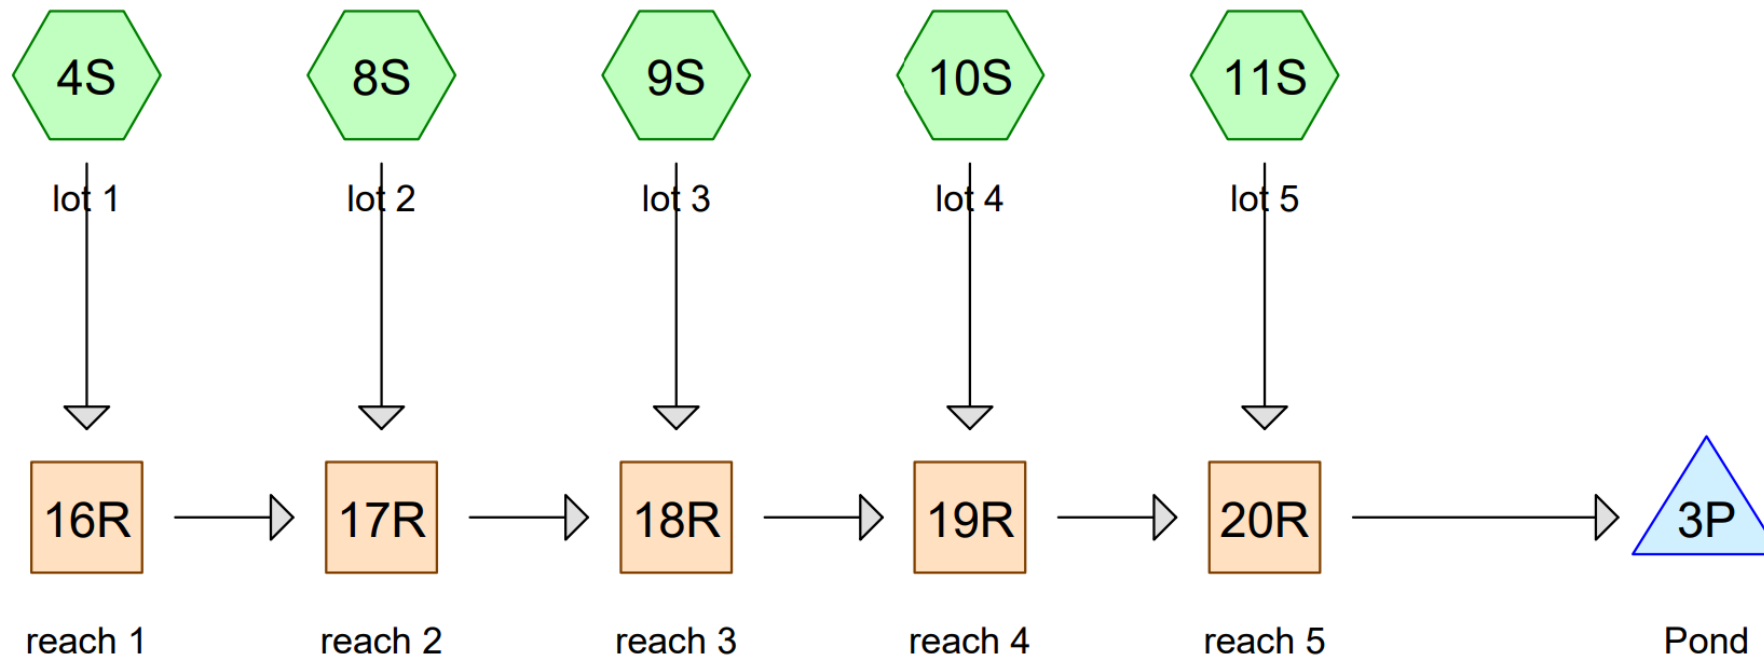 4S 8S 9S 10S 11S
lot 1 lot 2 lot 3 lot 4 lot 5
16R 17R 18R 19R 20R 3P
reach 1 reach 2 reach 3 reach 4 reach 5 Pond